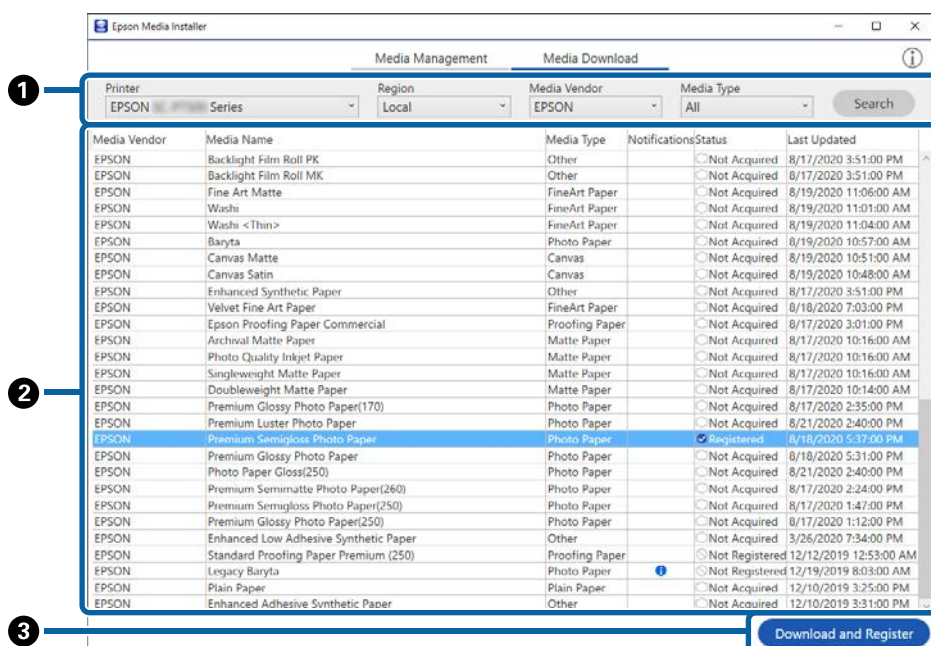 Epson Media Installer
Media Management Media Download
1
Printer Region Media Vendor Media Type
EPSON Series Local EPSON All Search
2
Media Vendor Media Name Media Type Notifications Status Last Updated
EPSON Backlight Film Roll PK Other Not Acquired 8/17/2020 3:51:00 PM
EPSON Backlight Film Roll MK Other Not Acquired 8/17/2020 3:51:00 PM
EPSON Fine Art Matte FineArt Paper Not Acquired 8/19/2020 11:06:00 AM
EPSON Washi FineArt Paper Not Acquired 8/19/2020 11:01:00 AM
EPSON Washi <Thin> FineArt Paper Not Acquired 8/19/2020 11:04:00 AM
EPSON Baryta Photo Paper Not Acquired 8/19/2020 10:57:00 AM
EPSON Canvas Matte Canvas Not Acquired 8/19/2020 10:51:00 AM
EPSON Canvas Satin Canvas Not Acquired 8/19/2020 10:48:00 AM
EPSON Enhanced Synthetic Paper Other Not Acquired 8/17/2020 3:51:00 PM
EPSON Velvet Fine Art Paper FineArt Paper Not Acquired 8/18/2020 7:03:00 PM
EPSON Epson Proofing Paper Commercial Proofing Paper Not Acquired 8/17/2020 3:01:00 PM
EPSON Archival Matte Paper Matte Paper Not Acquired 8/17/2020 10:16:00 AM
EPSON Photo Quality Inkjet Paper Matte Paper Not Acquired 8/17/2020 10:16:00 AM
EPSON Singleweight Matte Paper Matte Paper Not Acquired 8/17/2020 10:16:00 AM
EPSON Doubleweight Matte Paper Matte Paper Not Acquired 8/17/2020 10:14:00 AM
EPSON Premium Glossy Photo Paper(170) Photo Paper Not Acquired 8/17/2020 2:35:00 PM
EPSON Premium Luster Photo Paper Photo Paper Not Acquired 8/21/2020 2:40:00 PM
EPSON Premium Semigloss Photo Paper Photo Paper Registered 8/18/2020 5:37:00 PM
EPSON Premium Glossy Photo Paper Photo Paper Not Acquired 8/18/2020 5:31:00 PM
EPSON Photo Paper Gloss(250) Photo Paper Not Acquired 8/21/2020 2:40:00 PM
EPSON Premium Semimatte Photo Paper(260) Photo Paper Not Acquired 8/17/2020 2:24:00 PM
EPSON Premium Semigloss Photo Paper(250) Photo Paper Not Acquired 8/17/2020 1:47:00 PM
EPSON Premium Glossy Photo Paper(250) Photo Paper Not Acquired 8/17/2020 1:12:00 PM
EPSON Enhanced Low Adhesive Synthetic Paper Other Not Acquired 3/26/2020 7:34:00 PM
EPSON Standard Proofing Paper Premium (250) Proofing Paper Not Registered 12/12/2019 12:53:00 AM
EPSON Legacy Baryta Photo Paper Not Registered 12/19/2019 8:03:00 AM
EPSON Plain Paper Plain Paper Not Acquired 12/10/2019 3:25:00 PM
EPSON Enhanced Adhesive Synthetic Paper Other Not Acquired 12/10/2019 3:31:00 PM
3
Download and Register